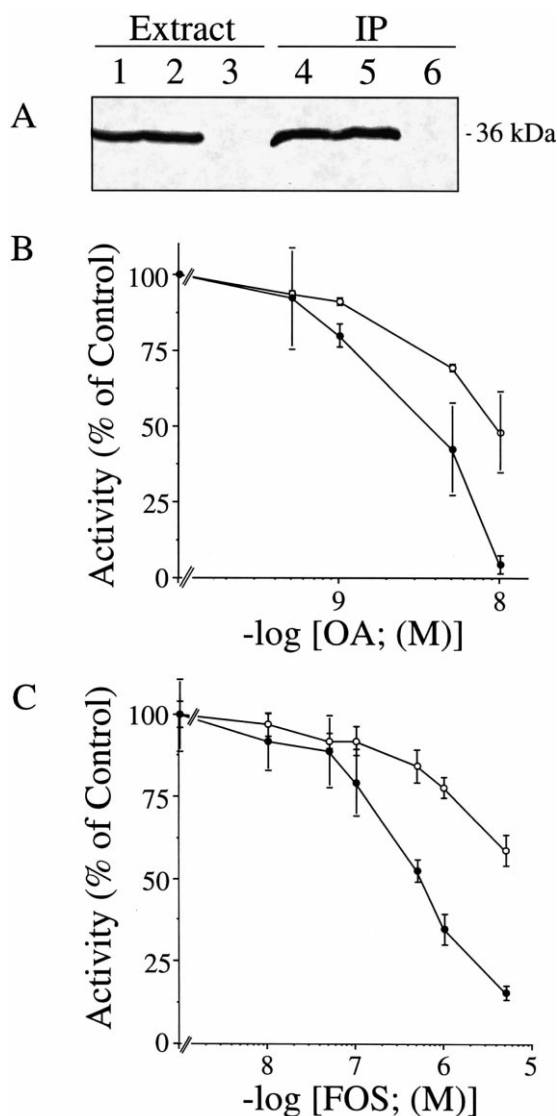 Extract IP
1 2 3 4 5 6
A
- 36 kDa
B
Activity (% of Control)
100
75
50
25
0
9 8
-log [OA; (M)]
C
Activity (% of Control)
100
75
50
25
0
8 7 6 5
-log [FOS; (M)]